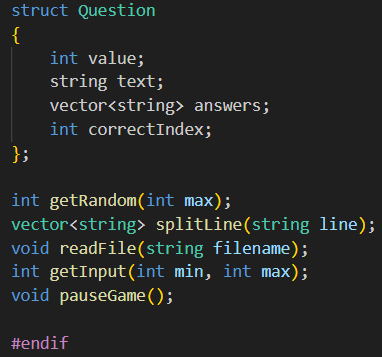 struct Question
{
    int value;
    string text;
    vector<string> answers;
    int correctIndex;
};

int getRandom(int max);
vector<string> splitLine(string line);
void readFile(string filename);
int getInput(int min, int max);
void pauseGame();

#endif